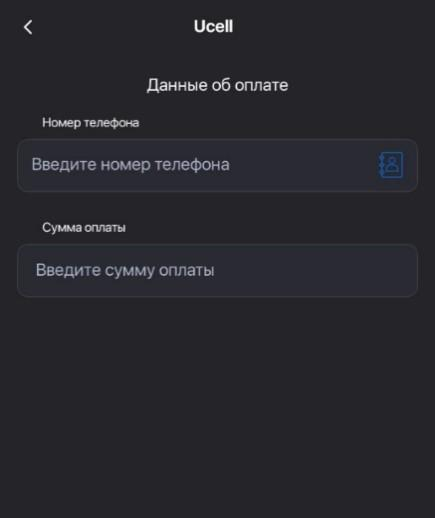 Ucell
Данные об оплате
Номер телефона
Введите номер телефона
Сумма оплаты
Введите сумму оплаты